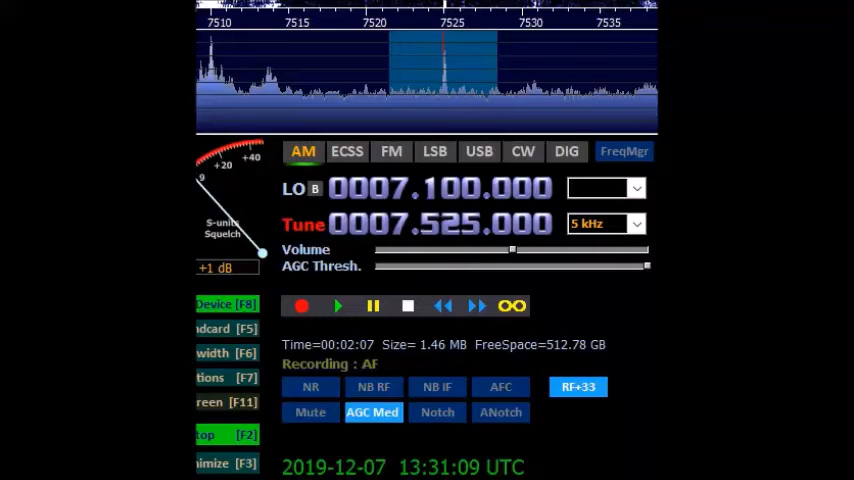 7510 7515 7520 7525 7530 7535
+20 +40
9
S-units
Squelch
+1 dB
AM ECSS FM LSB USB CW DIG FreqMgr
LO B 0007.100.000
Tune 0007.525.000 5 kHz
Volume
AGC Thresh.
Device [F8]
ndcard [F5]
width [F6]
tions [F7]
reen [F11]
top [F2]
nimize [F3]
Time=00:02:07 Size= 1.46 MB FreeSpace=512.78 GB
Recording : AF
NR NB RF NB IF AFC RF+33
Mute AGC Med Notch ANotch
2019-12-07 13:31:09 UTC